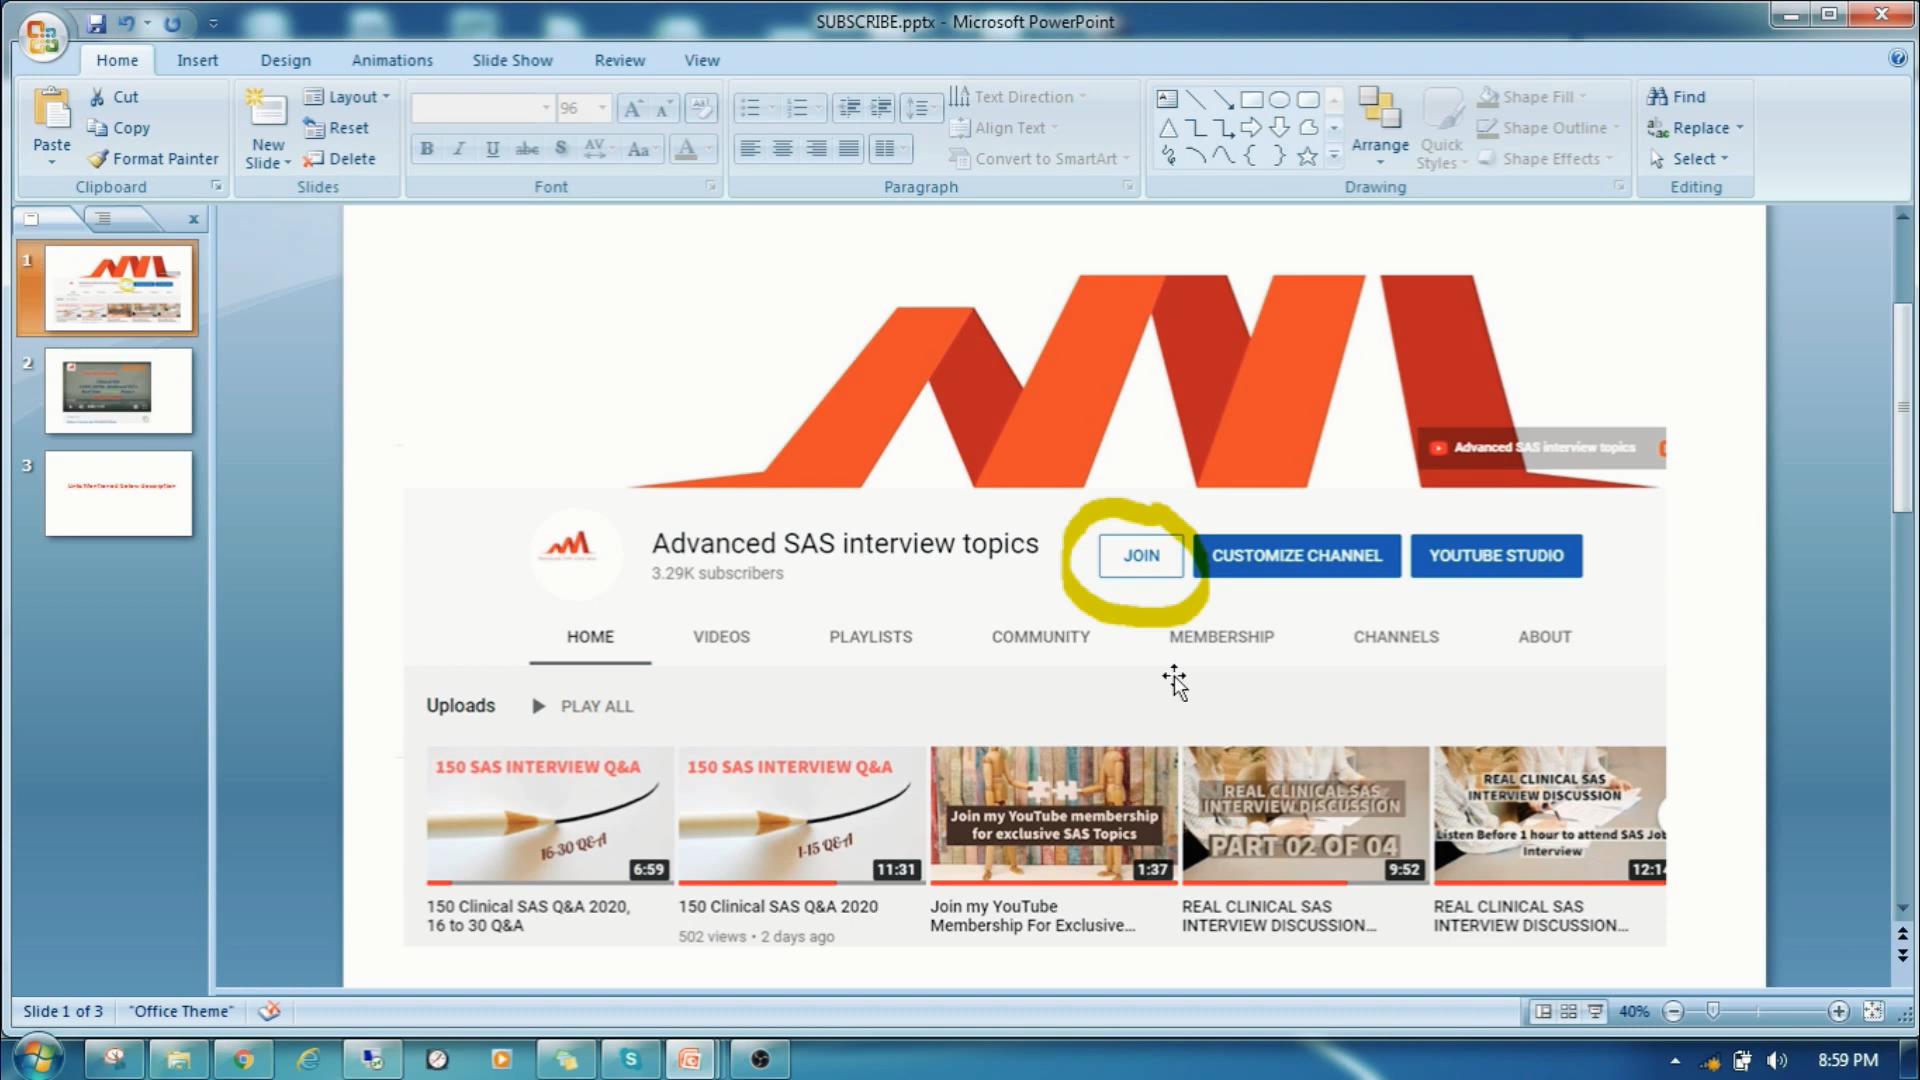 SUBSCRIBE.pptx - Microsoft PowerPoint
Home Insert Design Animations Slide Show Review View
Paste
Cut
Copy
Format Painter
Clipboard
New Slide
Layout
Reset
Delete
Slides
96
B I U abc S AV Aa A
Font
Text Direction
Align Text
Convert to SmartArt
Paragraph
Arrange
Quick Styles
Shape Fill
Shape Outline
Shape Effects
Drawing
Find
Replace
Select
Editing
1
2
3
Advanced SAS interview topics
Advanced SAS interview topics
3.29K subscribers
JOIN
CUSTOMIZE CHANNEL
YOUTUBE STUDIO
HOME VIDEOS PLAYLISTS COMMUNITY MEMBERSHIP CHANNELS ABOUT
Uploads PLAY ALL
150 SAS INTERVIEW Q&A
16-30 Q&A
6:59
150 Clinical SAS Q&A 2020,
16 to 30 Q&A
150 SAS INTERVIEW Q&A
1-15 Q&A
11:31
150 Clinical SAS Q&A 2020
502 views • 2 days ago
Join my YouTube membership
for exclusive SAS Topics
1:37
Join my YouTube
Membership For Exclusive...
REAL CLINICAL SAS
INTERVIEW DISCUSSION
PART 02 OF 04
9:52
REAL CLINICAL SAS
INTERVIEW DISCUSSION...
REAL CLINICAL SAS
INTERVIEW DISCUSSION
Listen Before 1 hour to attend SAS Job
Interview
12:14
REAL CLINICAL SAS
INTERVIEW DISCUSSION...
Slide 1 of 3 "Office Theme" 40%
8:59 PM